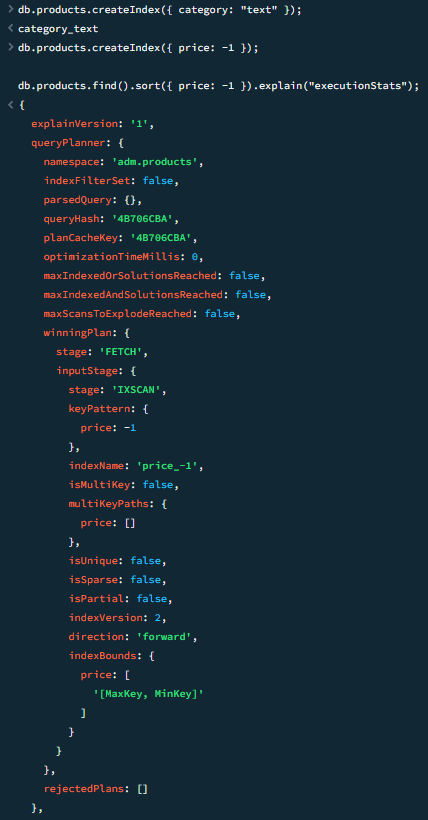 > db.products.createIndex({ category: "text" });
< category_text
> db.products.createIndex({ price: -1 });
db.products.find().sort({ price: -1 }).explain("executionStats");
< {
explainVersion: '1',
queryPlanner: {
namespace: 'adm.products',
indexFilterSet: false,
parsedQuery: {},
queryHash: '4B706CBA',
planCacheKey: '4B706CBA',
optimizationTimeMillis: 0,
maxIndexedOrSolutionsReached: false,
maxIndexedAndSolutionsReached: false,
maxScansToExplodeReached: false,
winningPlan: {
stage: 'FETCH',
inputStage: {
stage: 'IXSCAN',
keyPattern: {
price: -1
},
indexName: 'price_-1',
isMultiKey: false,
multiKeyPaths: {
price: []
},
isUnique: false,
isSparse: false,
isPartial: false,
indexVersion: 2,
direction: 'forward',
indexBounds: {
price: [
'[MaxKey, MinKey]'
]
}
}
},
rejectedPlans: []
},